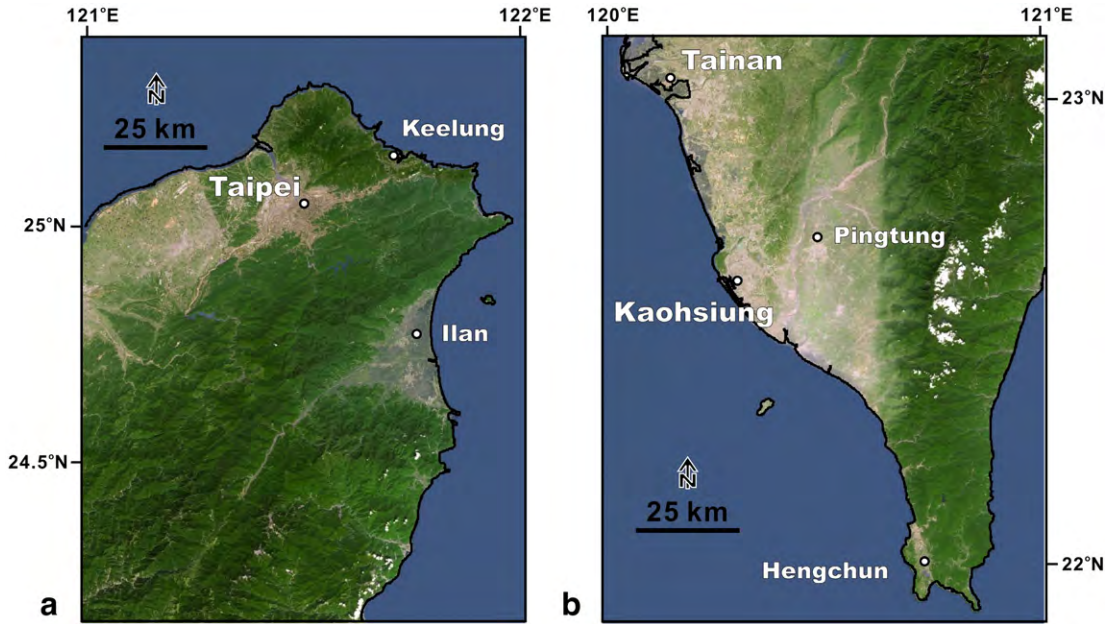 121°E
122°E
120°E
121°E
N
25 km
Keelung
Taipei
25°N
Ilan
24.5°N
a
Tainan
23°N
Pingtung
Kaohsiung
N
25 km
Hengchun
22°N
b